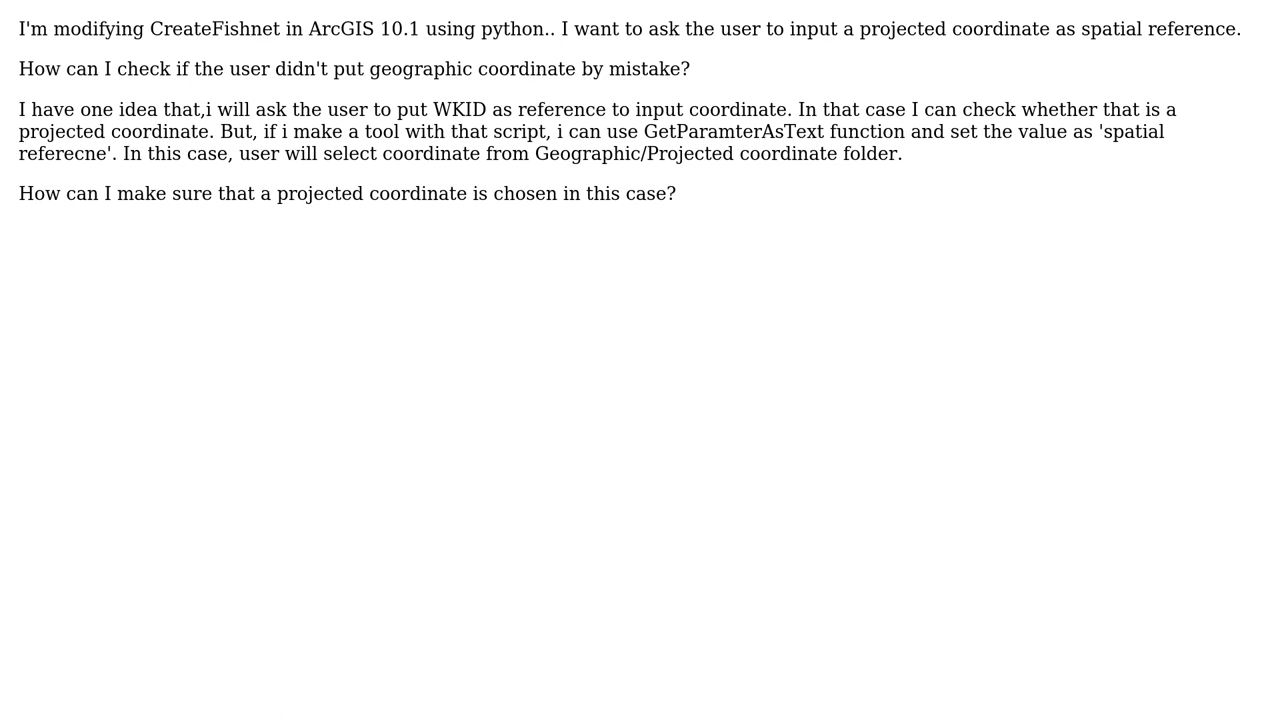 I'm modifying CreateFishnet in ArcGIS 10.1 using python.. I want to ask the user to input a projected coordinate as spatial reference.
How can I check if the user didn't put geographic coordinate by mistake?
I have one idea that,i will ask the user to put WKID as reference to input coordinate. In that case I can check whether that is a
projected coordinate. But, if i make a tool with that script, i can use GetParamterAsText function and set the value as 'spatial
referecne'. In this case, user will select coordinate from Geographic/Projected coordinate folder.
How can I make sure that a projected coordinate is chosen in this case?